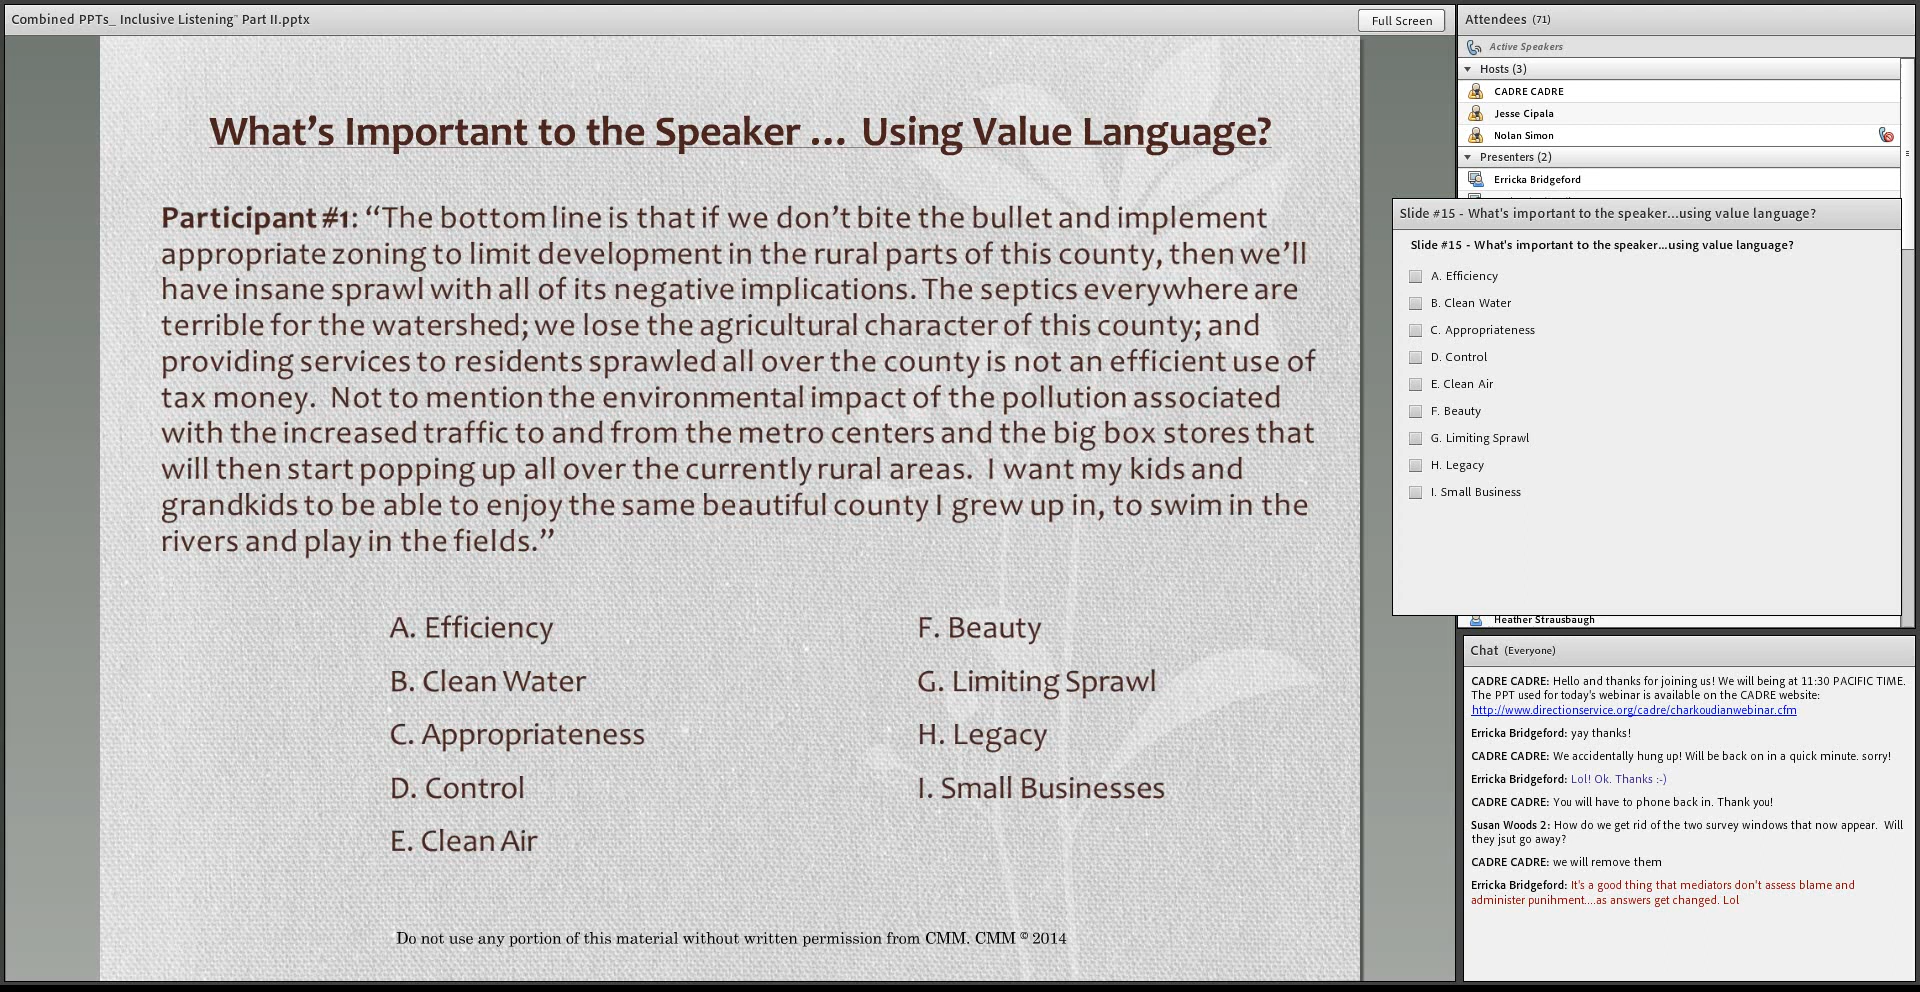 Combined PPTs_ Inclusive Listening™ Part II.pptx
Full Screen
What's Important to the Speaker … Using Value Language?
Participant #1: “The bottom line is that if we don’t bite the bullet and implement
appropriate zoning to limit development in the rural parts of this county, then we’ll
have insane sprawl with all of its negative implications. The septics everywhere are
terrible for the watershed; we lose the agricultural character of this county; and
providing services to residents sprawled all over the county is not an efficient use of
tax money.  Not to mention the environmental impact of the pollution associated
with the increased traffic to and from the metro centers and the big box stores that
will then start popping up all over the currently rural areas.  I want my kids and
grandkids to be able to enjoy the same beautiful county I grew up in, to swim in the
rivers and play in the fields.”
A. Efficiency
B. Clean Water
C. Appropriateness
D. Control
E. Clean Air
F. Beauty
G. Limiting Sprawl
H. Legacy
I. Small Businesses
Do not use any portion of this material without written permission from CMM. CMM © 2014
Attendees (71)
Active Speakers
Hosts (3)
CADRE CADRE
Jesse Cipala
Nolan Simon
Presenters (2)
Erricka Bridgeford
Slide #15 - What's important to the speaker...using value language?
Slide #15 - What's important to the speaker...using value language?
A. Efficiency
B. Clean Water
C. Appropriateness
D. Control
E. Clean Air
F. Beauty
G. Limiting Sprawl
H. Legacy
I. Small Business
Heather Strausbaugh
Chat (Everyone)
CADRE CADRE: Hello and thanks for joining us! We will being at 11:30 PACIFIC TIME.
The PPT used for today's webinar is available on the CADRE website:
http://www.directionservice.org/cadre/charkoudianwebinar.cfm
Erricka Bridgeford: yay thanks!
CADRE CADRE: We accidentally hung up! Will be back on in a quick minute. sorry!
Erricka Bridgeford: Lol! Ok. Thanks :-)
CADRE CADRE: You will have to phone back in. Thank you!
Susan Woods 2: How do we get rid of the two survey windows that now appear.  Will
they jsut go away?
CADRE CADRE: we will remove them
Erricka Bridgeford: It's a good thing that mediators don't assess blame and
administer punihment....as answers get changed. Lol